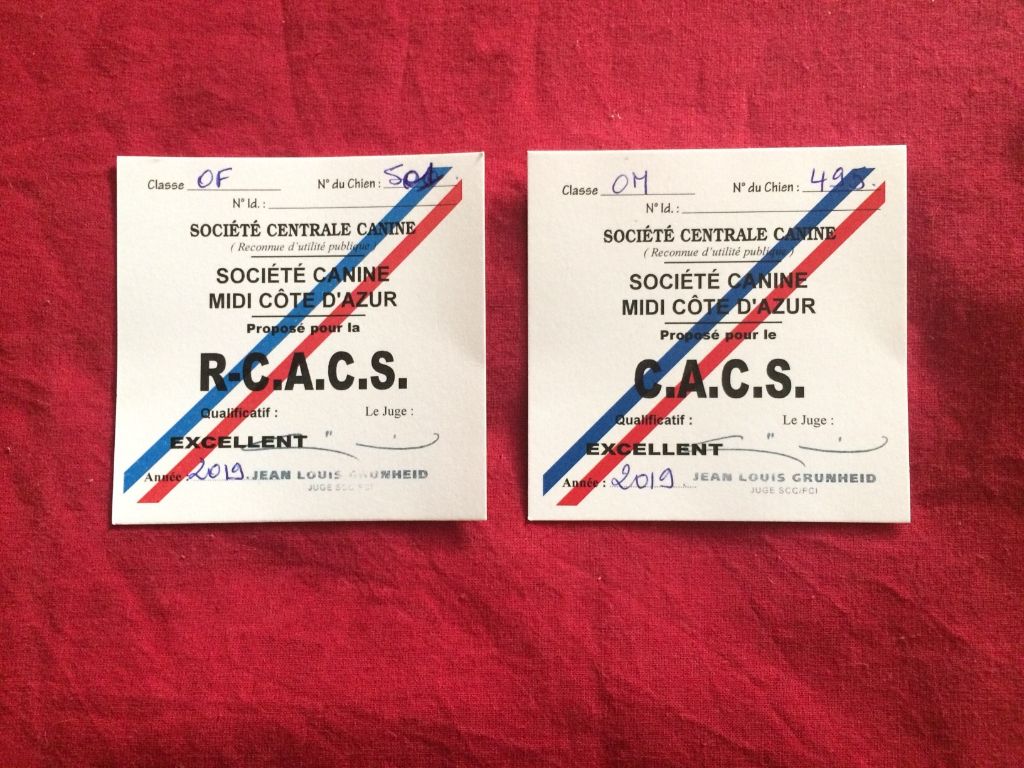 Classe OF N° du Chien : 501
N° Id. :
SOCIÉTÉ CENTRALE CANINE
( Reconnue d'utilité publique )
SOCIÉTÉ CANINE
MIDI CÔTE D'AZUR
Proposé pour la
R-C.A.C.S.
Qualificatif : Le Juge :
EXCELLENT
Année : 2019. JEAN LOUIS GRUNHEID
JUGE SCC/FCI
Classe OM N° du Chien : 495.
N° Id. :
SOCIÉTÉ CENTRALE CANINE
( Reconnue d'utilité publique )
SOCIÉTÉ CANINE
MIDI CÔTE D'AZUR
Proposé pour le
C.A.C.S.
Qualificatif : Le Juge :
EXCELLENT
Année : 2019 JEAN LOUIS GRUNHEID
JUGE SCC/FCI